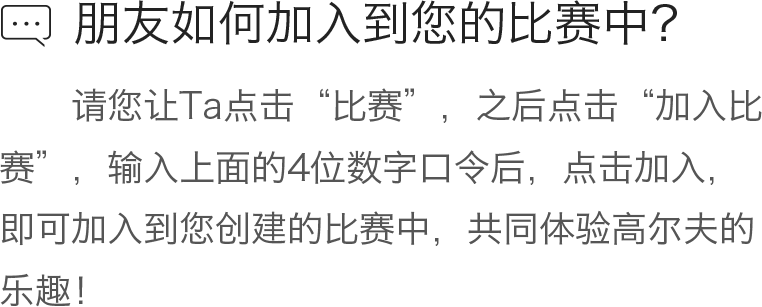 朋友如何加入到您的比赛中?
请您让Ta点击“比赛”，之后点击“加入比
赛”，输入上面的4位数字口令后，点击加入，
即可加入到您创建的比赛中，共同体验高尔夫的
乐趣！